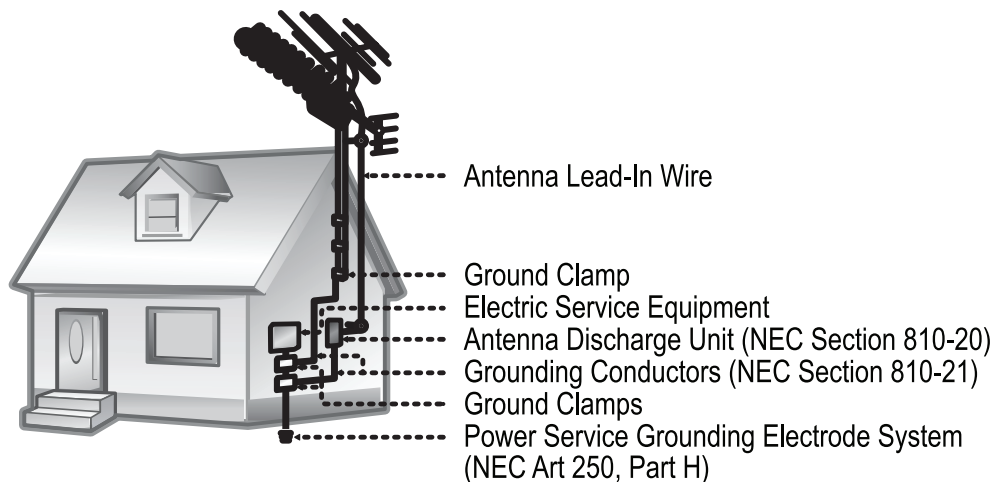 Antenna Lead-In Wire
Ground Clamp
Electric Service Equipment
Antenna Discharge Unit (NEC Section 810-20)
Grounding Conductors (NEC Section 810-21)
Ground Clamps
Power Service Grounding Electrode System
(NEC Art 250, Part H)